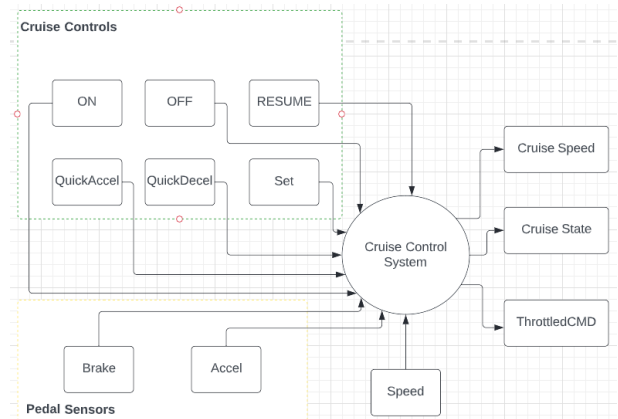 Cruise Controls
ON
OFF
RESUME
QuickAccel
QuickDecel
Set
Cruise Speed
Cruise State
Cruise Control
System
ThrottledCMD
Brake
Accel
Speed
Pedal Sensors